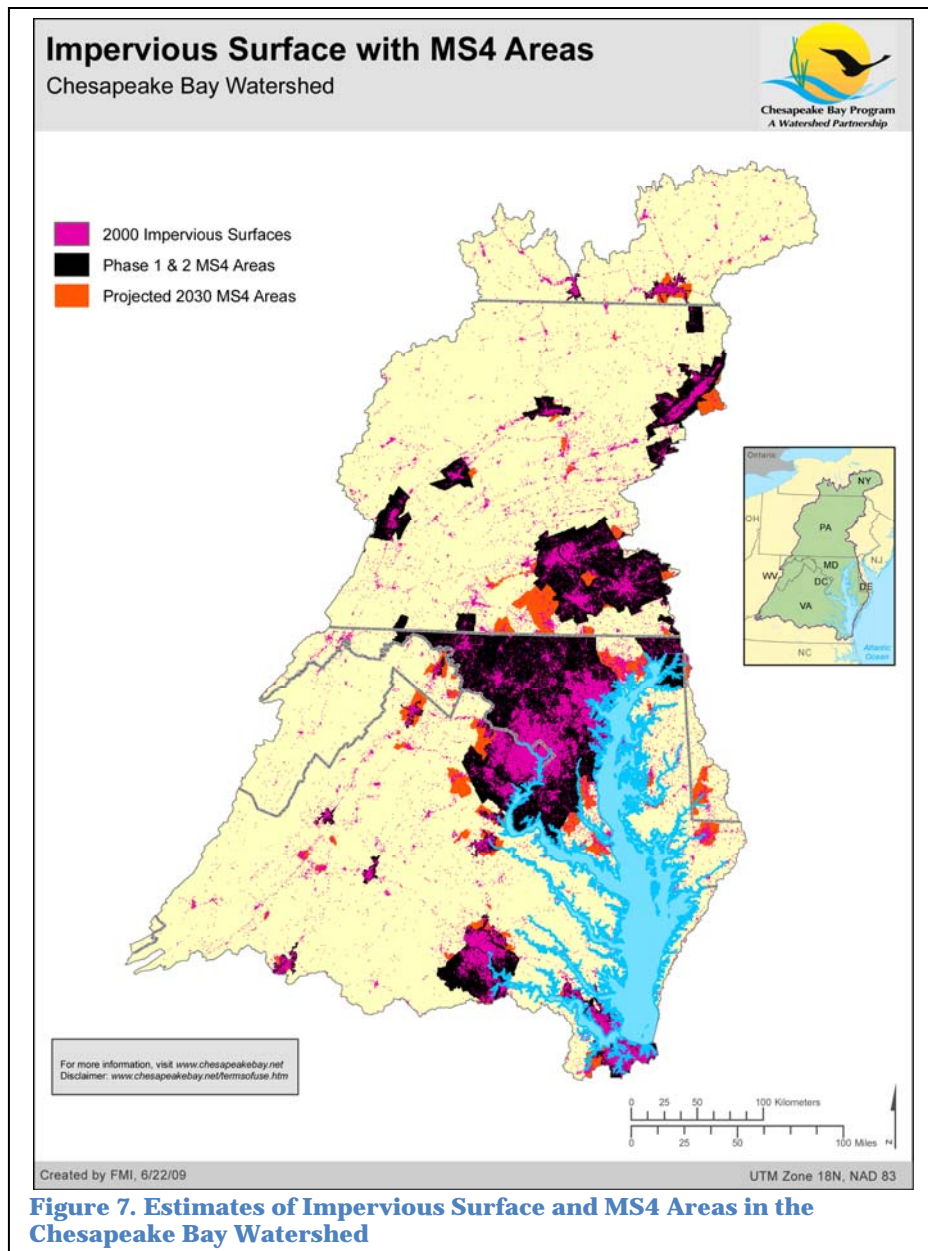 Impervious Surface with MS4 Areas
Chesapeake Bay Watershed
Chesapeake Bay Program
A Watershed Partnership
2000 Impervious Surfaces
Phase 1 & 2 MS4 Areas
Projected 2030 MS4 Areas
Ontario
NY
OH
PA
NJ
MD
WV
DC
DE
VA
Atlantic
Ocean
NC
For more information, visit www.chesapeakebay.net
Disclaimer: www.chesapeakebay.net/termsofuse.htm
0 25 50 100 Kilometers
0 25 50 100 Miles
N
Created by FMI, 6/22/09
UTM Zone 18N, NAD 83
Figure 7. Estimates of Impervious Surface and MS4 Areas in the
Chesapeake Bay Watershed